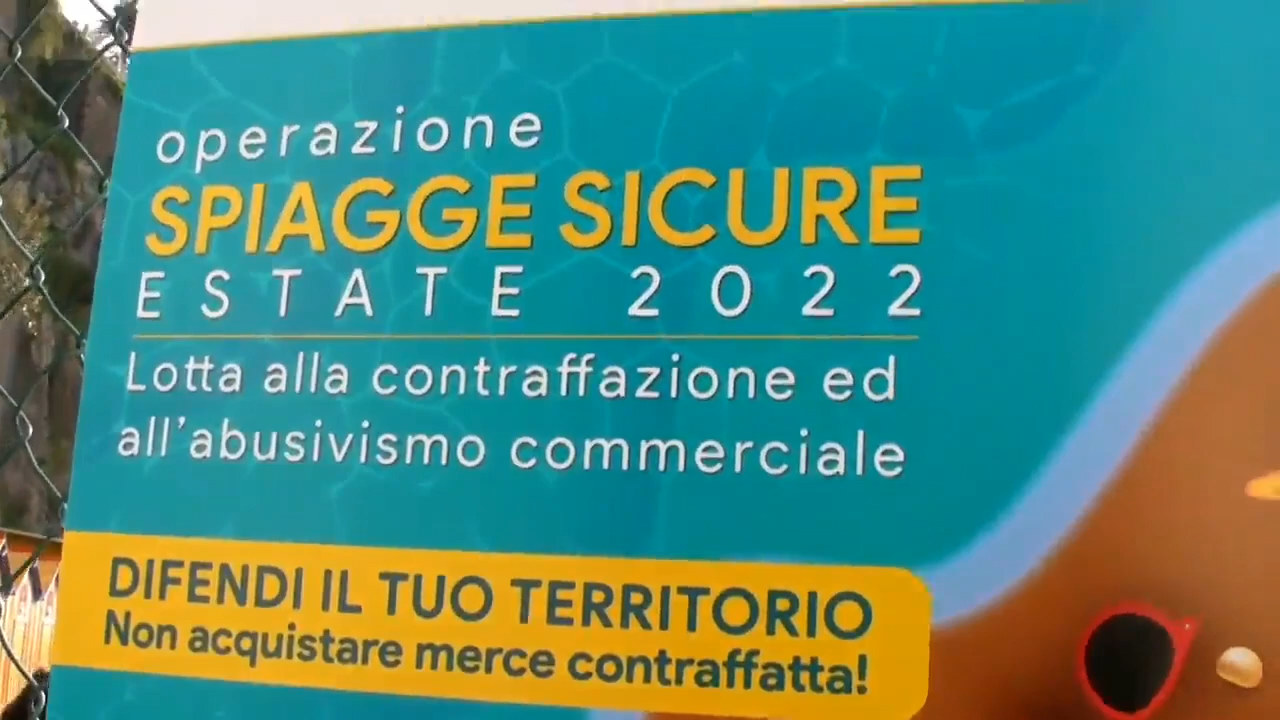 operazione
SPIAGGE SICURE
ESTATE 2022
Lotta alla contraffazione ed
all'abusivismo commerciale
DIFENDI IL TUO TERRITORIO
Non acquistare merce contraffatta!